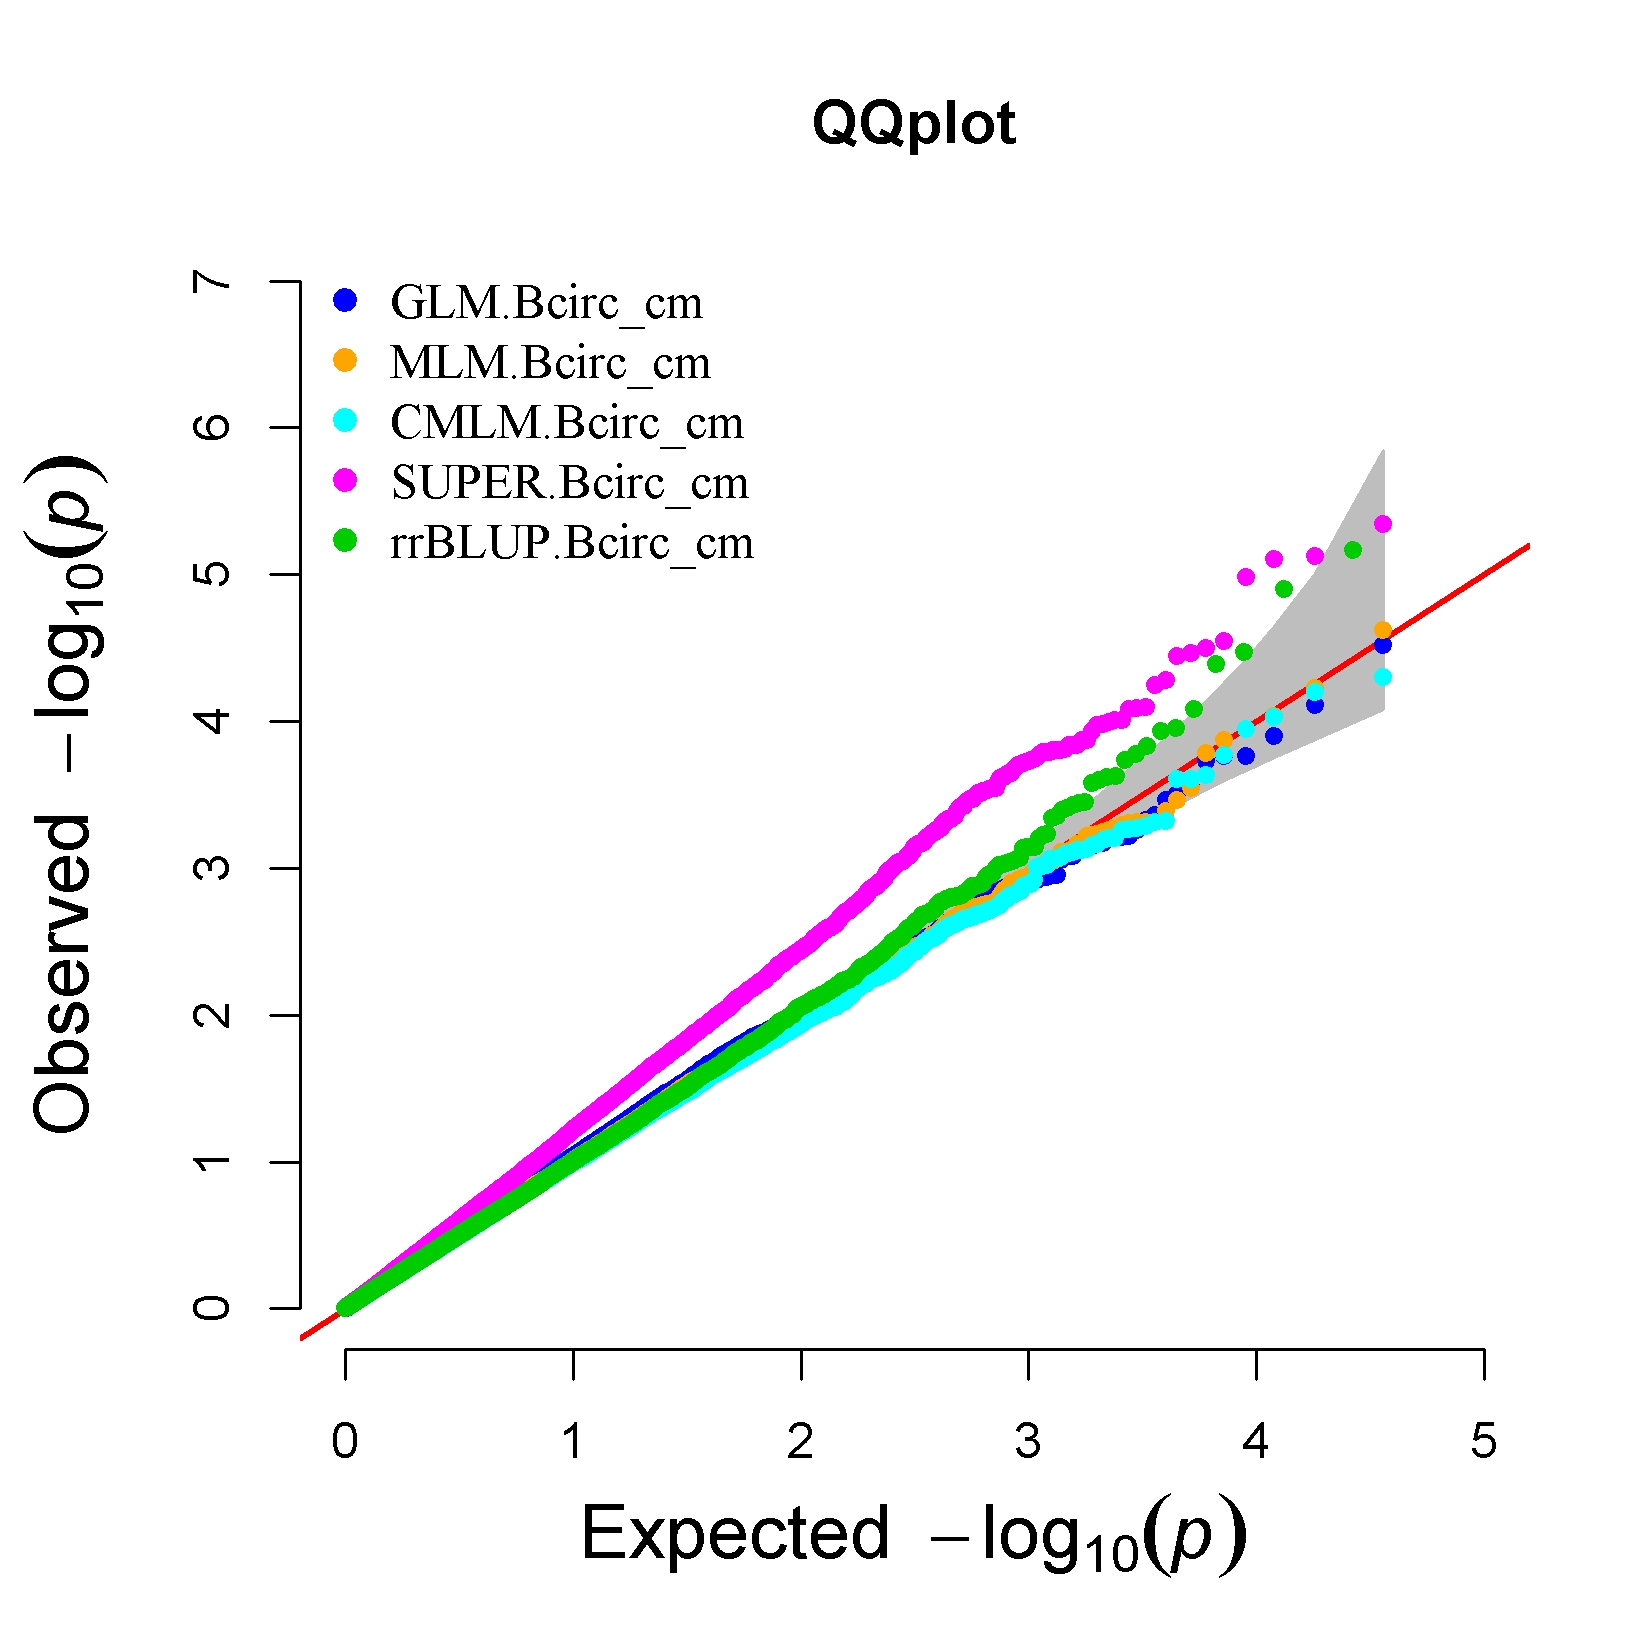 QQplot
GLM.Bcirc_cm
MLM.Bcirc_cm
CMLM.Bcirc_cm
SUPER.Bcirc_cm
rrBLUP.Bcirc_cm
Observed −log₁₀(p)
7
6
5
4
3
2
1
0
0 1 2 3 4 5
Expected −log₁₀(p)